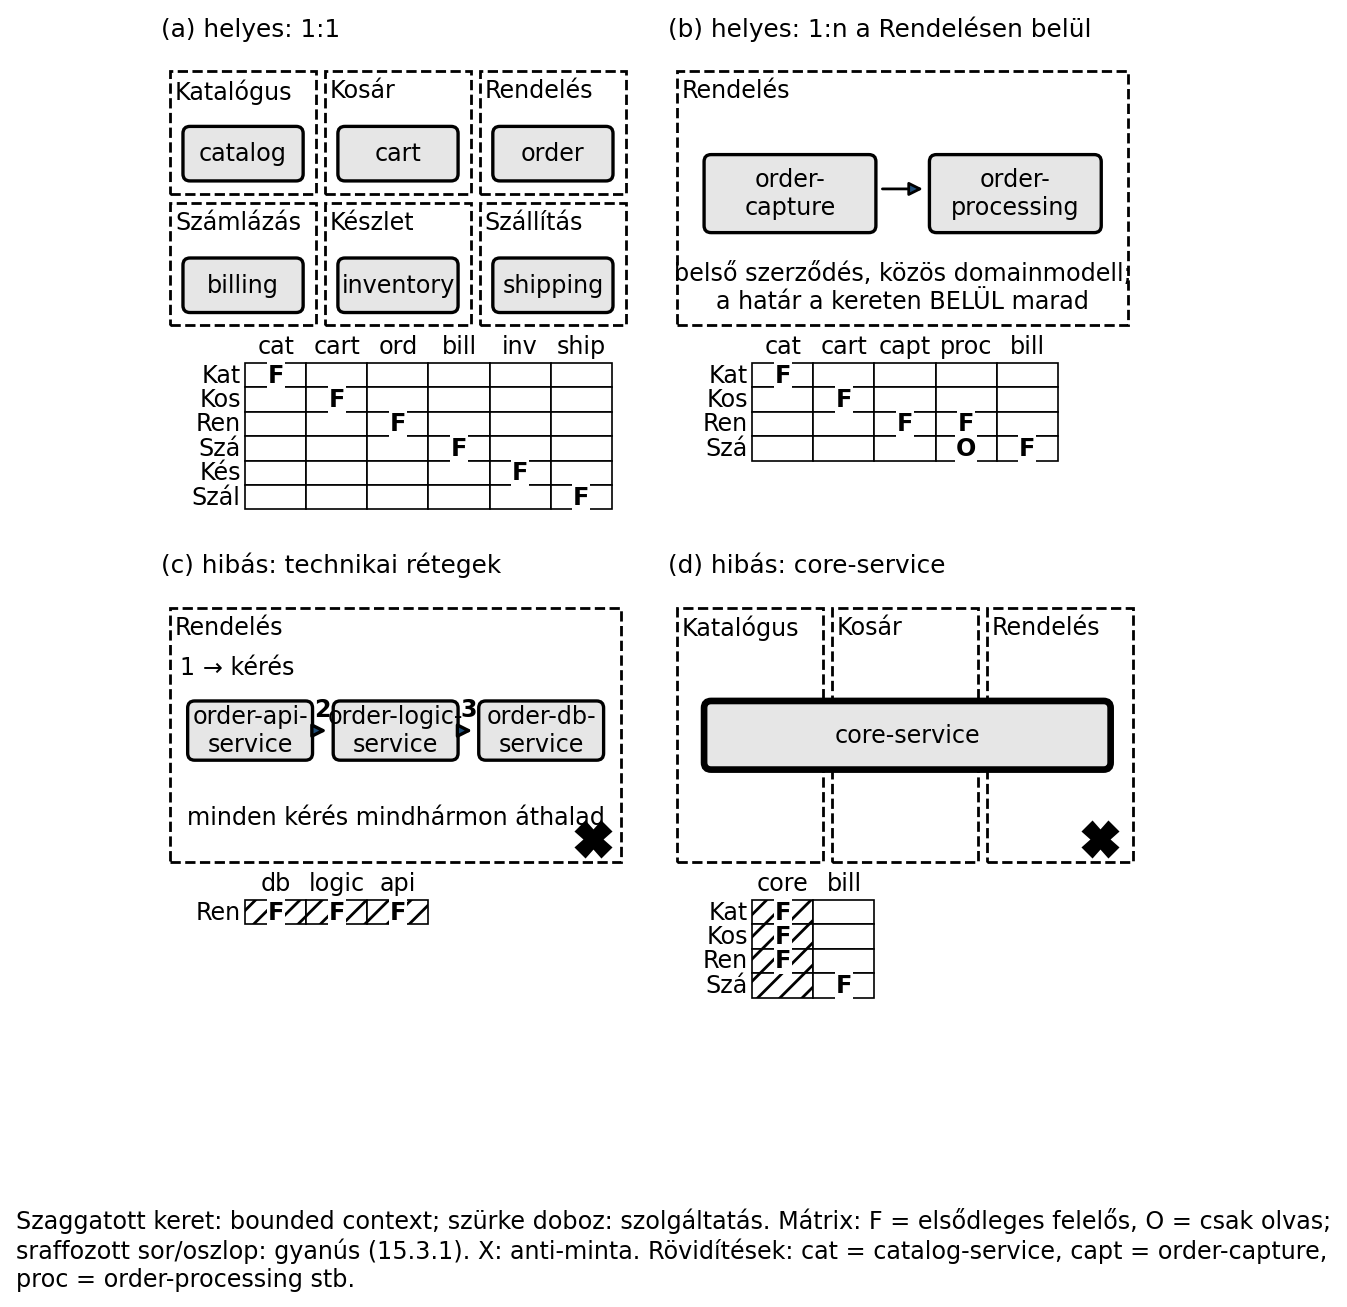 (a) helyes: 1:1
Katalógus
catalog
Kosár
cart
Rendelés
order
Számlázás
billing
Készlet
inventory
Szállítás
shipping
cat cart ord bill inv ship
Kat F
Kos F
Ren F
Szá F
Kés F
Szál F
(b) helyes: 1:n a Rendelésen belül
Rendelés
order-
capture
order-
processing
belső szerződés, közös domainmodell;
a határ a kereten BELÜL marad
cat cart capt proc bill
Kat F
Kos F
Ren F F
Szá O F
(c) hibás: technikai rétegek
Rendelés
1 → kérés
order-api-
service
2
order-logic-
service
3
order-db-
service
minden kérés mindhármon áthalad
db logic api
Ren F F F
(d) hibás: core-service
Katalógus
Kosár
Rendelés
core-service
core bill
Kat F
Kos F
Ren F
Szá F
Szaggatott keret: bounded context; szürke doboz: szolgáltatás. Mátrix: F = elsődleges felelős, O = csak olvas;
sraffozott sor/oszlop: gyanús (15.3.1). X: anti-minta. Rövidítések: cat = catalog-service, capt = order-capture,
proc = order-processing stb.